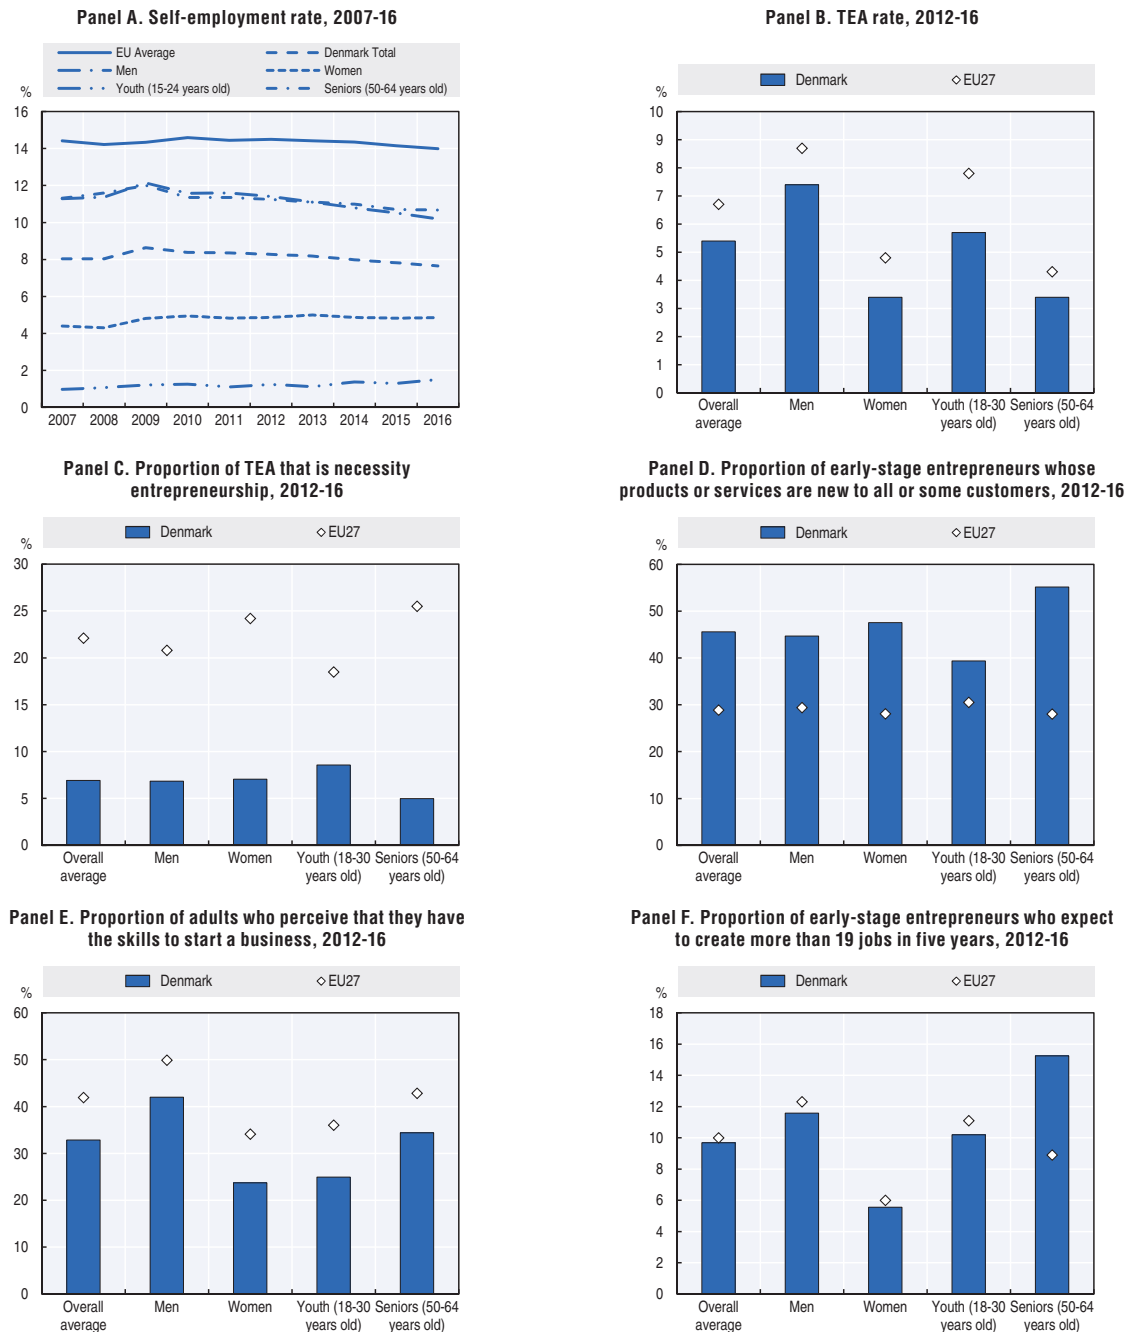 Panel A. Self-employment rate, 2007-16
EU Average
Denmark Total
Men
Women
Youth (15-24 years old)
Seniors (50-64 years old)
%
16
14
12
10
8
6
4
2
0
2007 2008 2009 2010 2011 2012 2013 2014 2015 2016
Panel B. TEA rate, 2012-16
Denmark
EU27
%
10
9
8
7
6
5
4
3
2
1
0
Overall average
Men
Women
Youth (18-30 years old)
Seniors (50-64 years old)
Panel C. Proportion of TEA that is necessity
entrepreneurship, 2012-16
Denmark
EU27
%
30
25
20
15
10
5
0
Overall average
Men
Women
Youth (18-30 years old)
Seniors (50-64 years old)
Panel D. Proportion of early-stage entrepreneurs whose
products or services are new to all or some customers, 2012-16
Denmark
EU27
%
60
50
40
30
20
10
0
Overall average
Men
Women
Youth (18-30 years old)
Seniors (50-64 years old)
Panel E. Proportion of adults who perceive that they have
the skills to start a business, 2012-16
Denmark
EU27
%
60
50
40
30
20
10
0
Overall average
Men
Women
Youth (18-30 years old)
Seniors (50-64 years old)
Panel F. Proportion of early-stage entrepreneurs who expect
to create more than 19 jobs in five years, 2012-16
Denmark
EU27
%
18
16
14
12
10
8
6
4
2
0
Overall average
Men
Women
Youth (18-30 years old)
Seniors (50-64 years old)